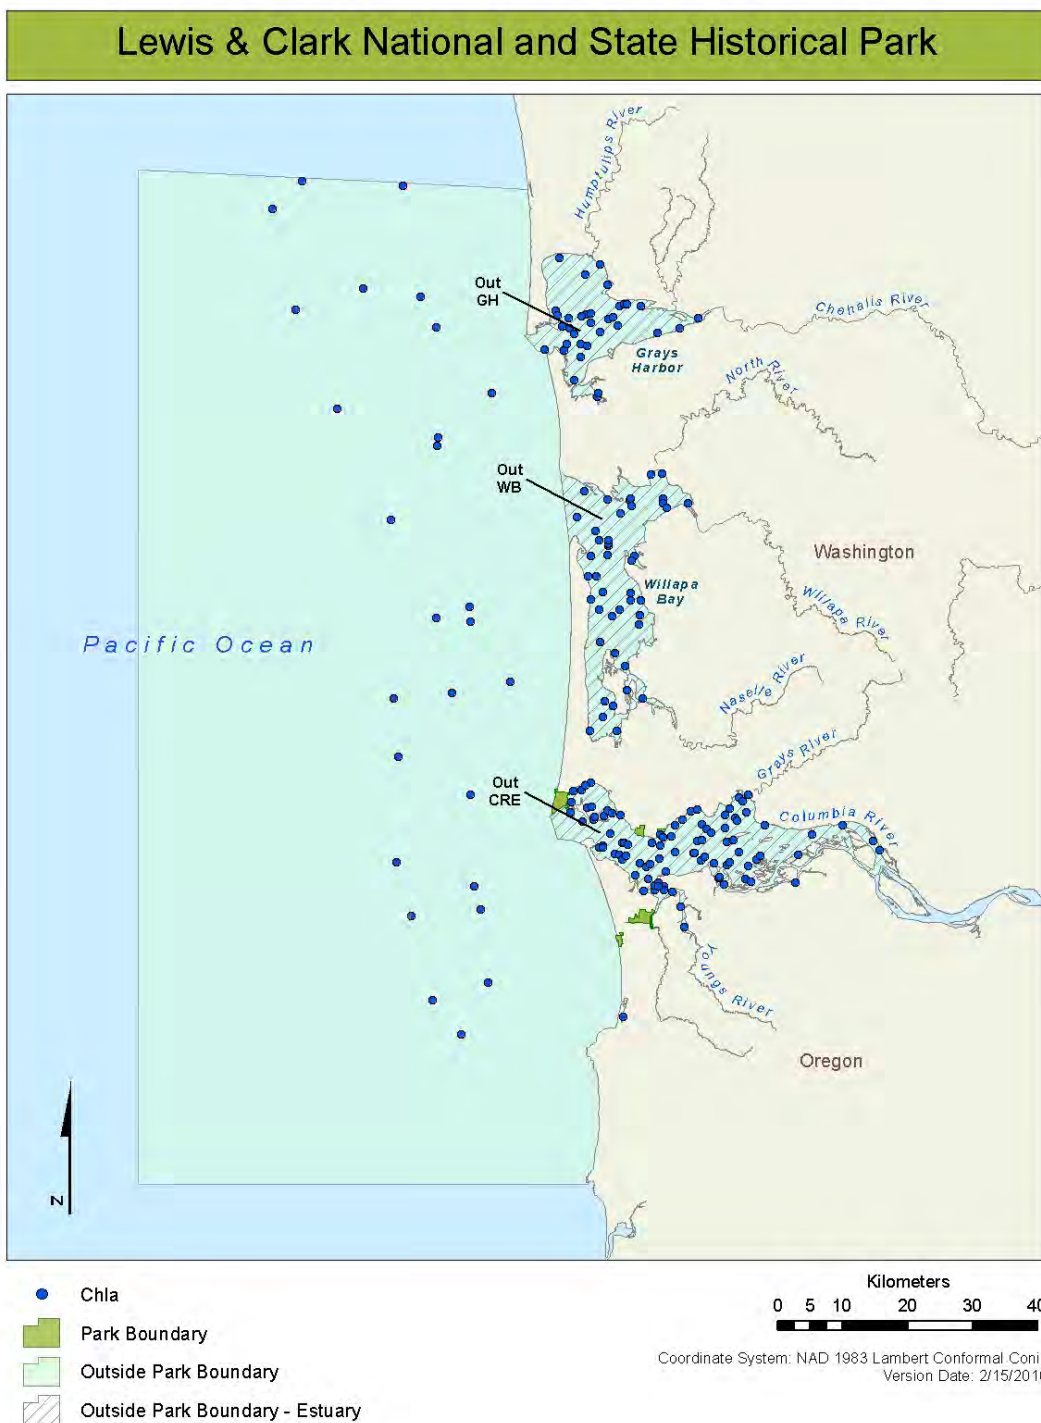 Lewis & Clark National and State Historical Park
Humptulips River
Out
GH
Chehalis River
Grays
Harbor
North River
Out
WB
Washington
Willapa
Bay
Willapa River
Pacific Ocean
Naselle River
Grays River
Out
CRE
Columbia River
Youngs River
Oregon
N
Chla
Park Boundary
Outside Park Boundary
Outside Park Boundary - Estuary
Kilometers
0 5 10 20 30 40
Coordinate System: NAD 1983 Lambert Conformal Coni
Version Date: 2/15/2010